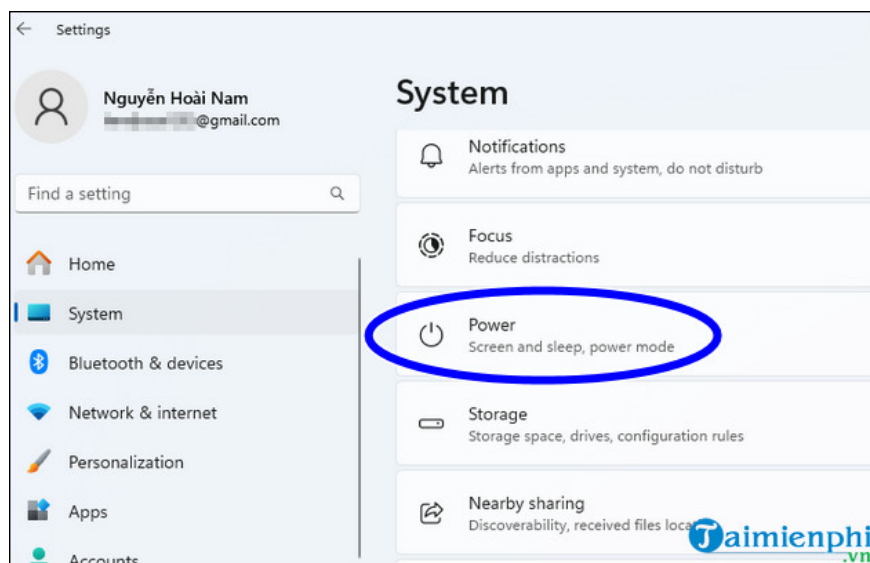 Settings
Nguyễn Hoài Nam
@gmail.com
Find a setting
Home
System
Bluetooth & devices
Network & internet
Personalization
Apps
Accounts
System
Notifications
Alerts from apps and system, do not disturb
Focus
Reduce distractions
Power
Screen and sleep, power mode
Storage
Storage space, drives, configuration rules
Nearby sharing
Discoverability, received files loca
Taimienphi
.vn